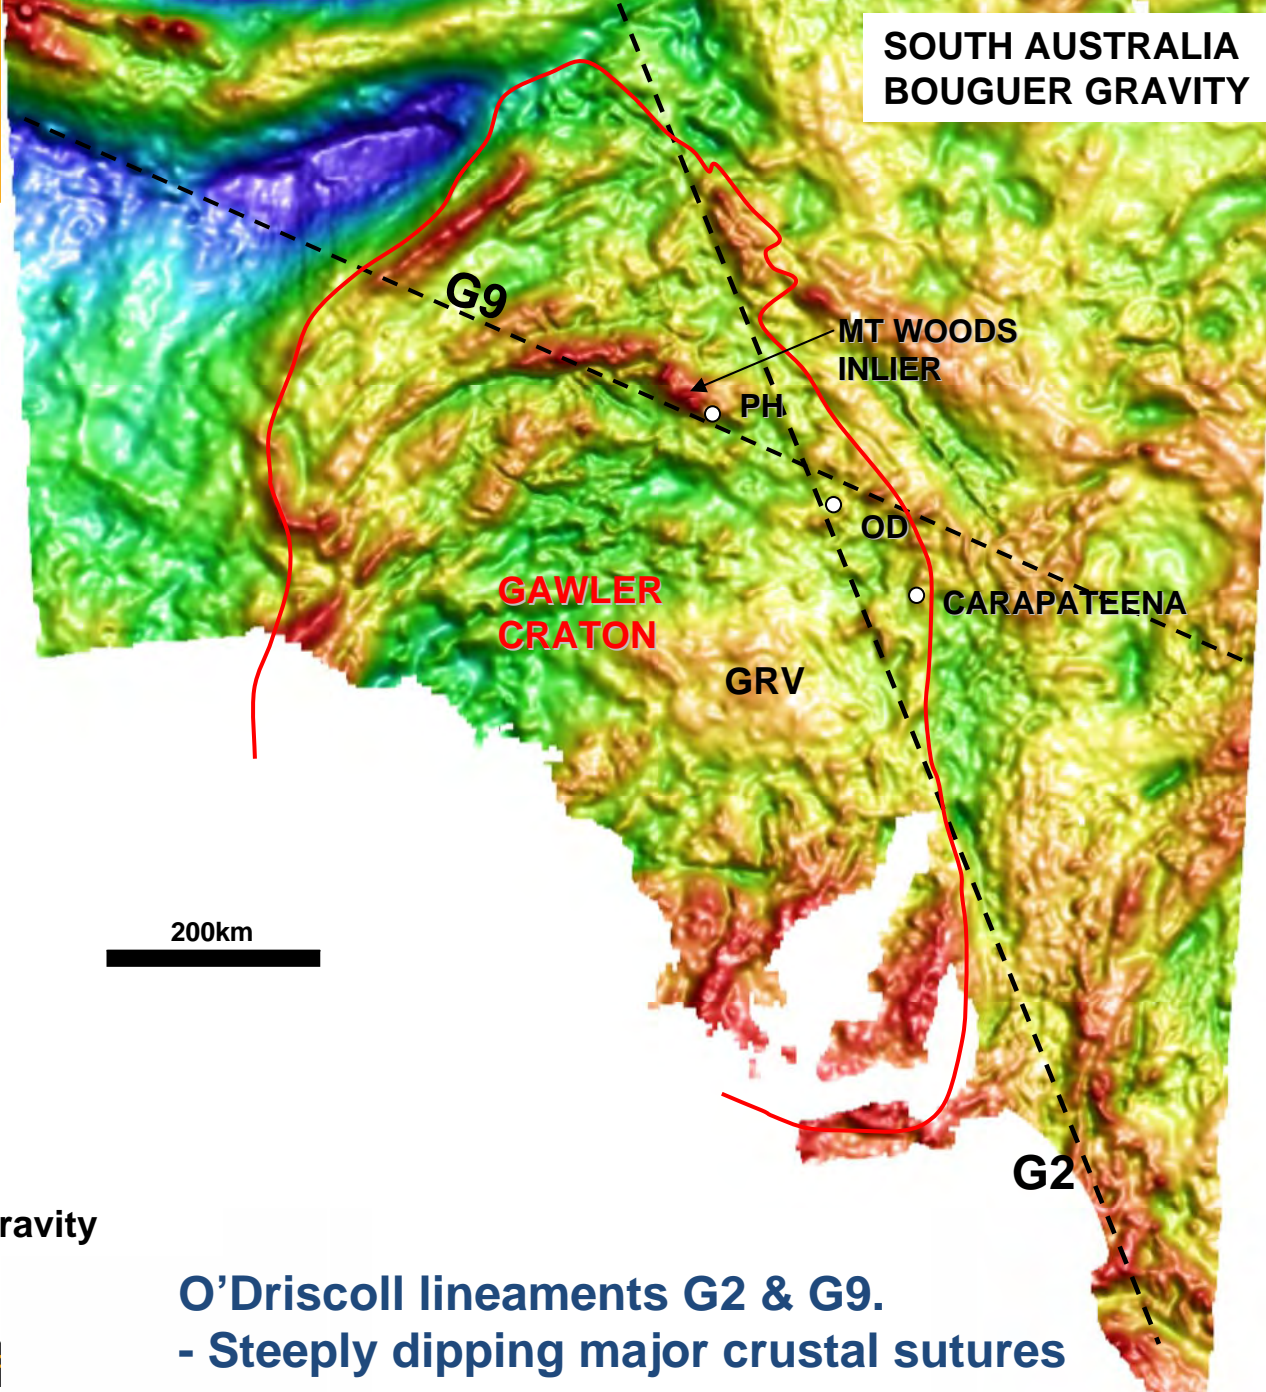 SOUTH AUSTRALIA
BOUGUER GRAVITY
G9
MT WOODS
INLIER
PH
OD
GAWLER
CRATON
CARAPATEENA
GRV
200km
G2
ravity
O’Driscoll lineaments G2 & G9.
- Steeply dipping major crustal sutures